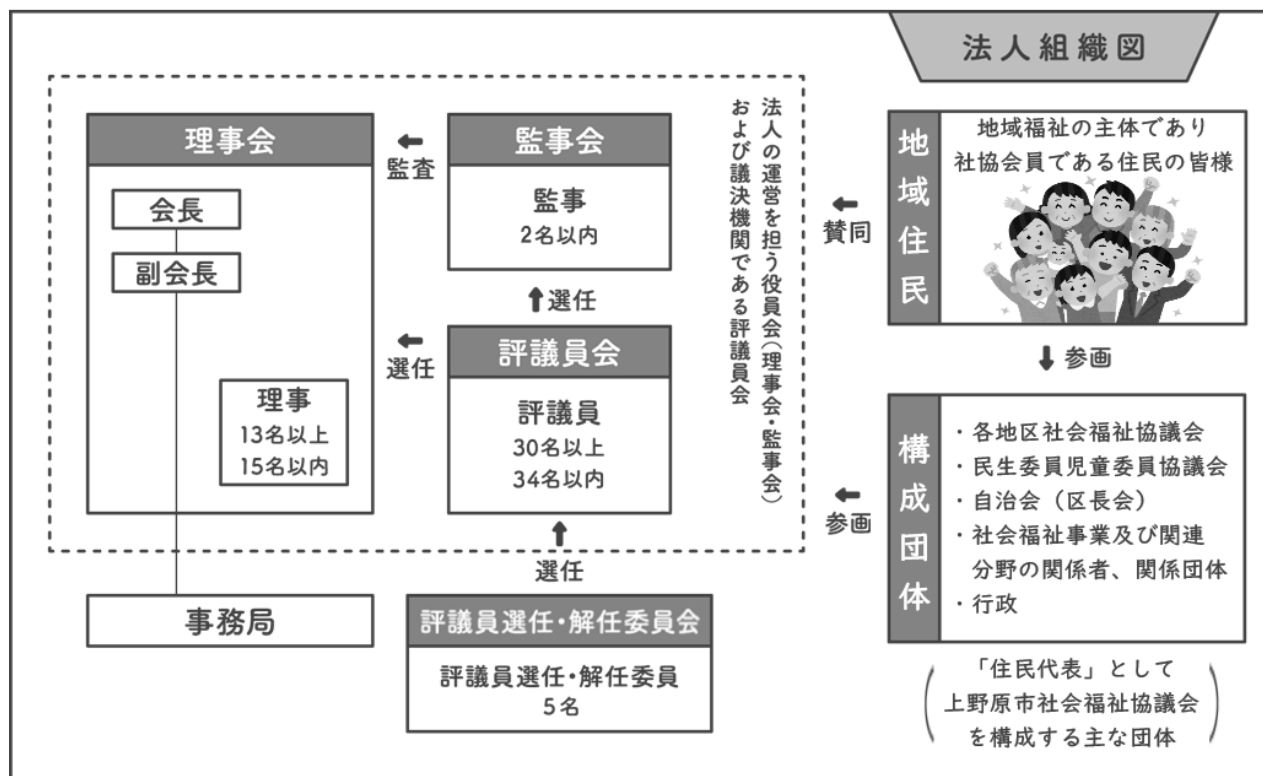 法人組織図
理事会
会長
副会長
理事
13名以上
15名以内
監査
選任
監事会
監事
2名以内
選任
評議員会
評議員
30名以上
34名以内
選任
法人の運営を担う役員会(理事会・監事会)
および議決機関である評議員会
事務局
評議員選任・解任委員会
評議員選任・解任委員
5名
賛同
地域住民
地域福祉の主体であり
社協会員である住民の皆様
参画
参画
構成団体
・各地区社会福祉協議会
・民生委員児童委員協議会
・自治会（区長会）
・社会福祉事業及び関連
分野の関係者、関係団体
・行政
「住民代表」として
上野原市社会福祉協議会
を構成する主な団体